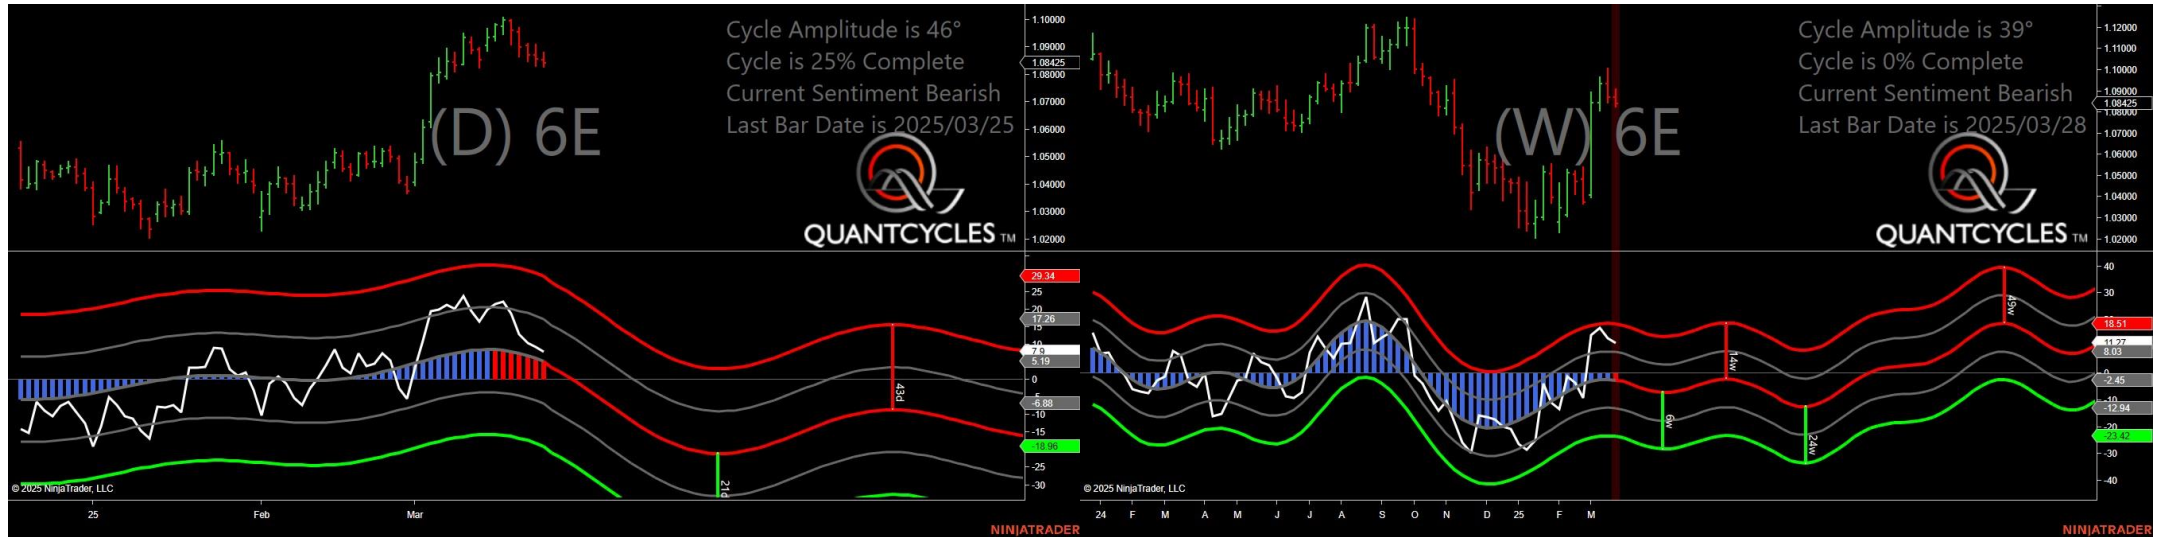 Cycle Amplitude is 46°
Cycle is 25% Complete
Current Sentiment Bearish
Last Bar Date is 2025/03/25
(D) 6E
QUANTCYCLES TM
1.10000
1.09000
1.08425
1.08000
1.07000
1.06000
1.05000
1.04000
1.03000
1.02000
29.34
25
17.26
15
10
7.9
5.19
0
-5
-6.88
-10
-15
-18.96
-25
-30
43d
21d
© 2025 NinjaTrader, LLC
25
Feb
Mar
NINJATRADER
Cycle Amplitude is 39°
Cycle is 0% Complete
Current Sentiment Bearish
Last Bar Date is 2025/03/28
(W) 6E
QUANTCYCLES TM
1.12000
1.11000
1.10000
1.09000
1.08425
1.07000
1.06000
1.05000
1.04000
1.03000
1.02000
40
30
18.51
11.27
8.03
0
-2.45
-10
-12.94
-20
-23.42
-30
-40
49w
14w
6w
24w
© 2025 NinjaTrader, LLC
24 F M A M J J A S O N D 25 F M
NINJATRADER